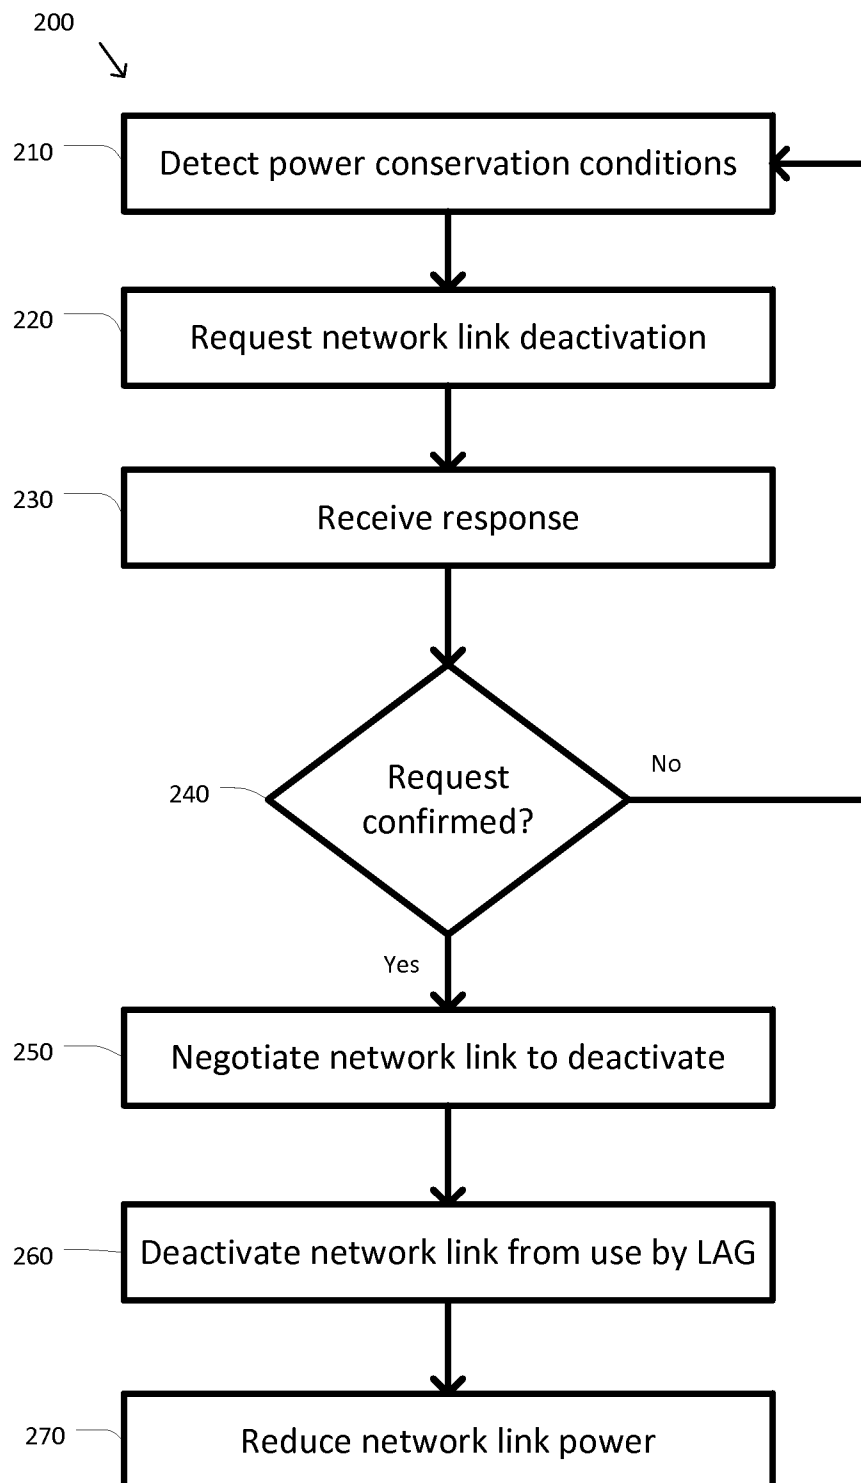 200
210
Detect power conservation conditions
220
Request network link deactivation
230
Receive response
240
Request
confirmed?
No
Yes
250
Negotiate network link to deactivate
260
Deactivate network link from use by LAG
270
Reduce network link power